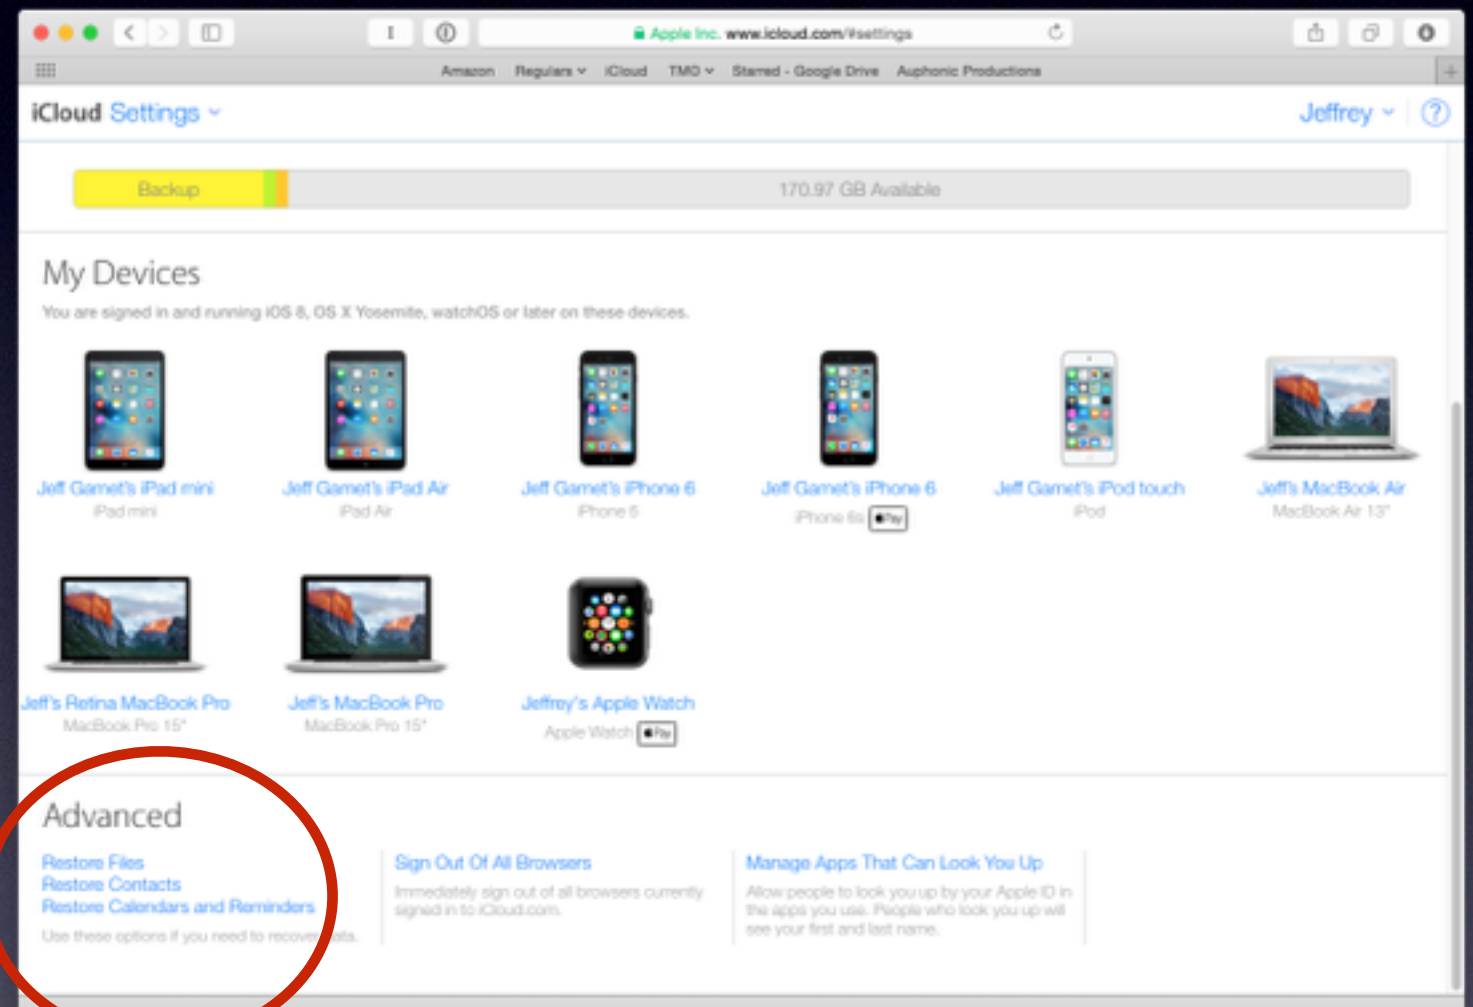 Apple Inc. www.icloud.com/#settings
Amazon Regulars iCloud TMO Starred - Google Drive Auphonic Productions
iCloud Settings
Jeffrey
Backup
170.97 GB Available
My Devices
You are signed in and running iOS 8, OS X Yosemite, watchOS or later on these devices.
Jeff Gamet's iPad mini
iPad mini
Jeff Gamet's iPad Air
iPad Air
Jeff Gamet's iPhone 6
iPhone 6
Jeff Gamet's iPhone 6
iPhone 6s Pay
Jeff Gamet's iPod touch
iPod
Jeff's MacBook Air
MacBook Air 13"
Jeff's Retina MacBook Pro
MacBook Pro 15"
Jeff's MacBook Pro
MacBook Pro 15"
Jeffrey's Apple Watch
Apple Watch Pay
Advanced
Restore Files
Restore Contacts
Restore Calendars and Reminders
Use these options if you need to recover data.
Sign Out Of All Browsers
Immediately sign out of all browsers currently
signed in to iCloud.com.
Manage Apps That Can Look You Up
Allow people to look you up by your Apple ID in
the apps you use. People who look you up will
see your first and last name.